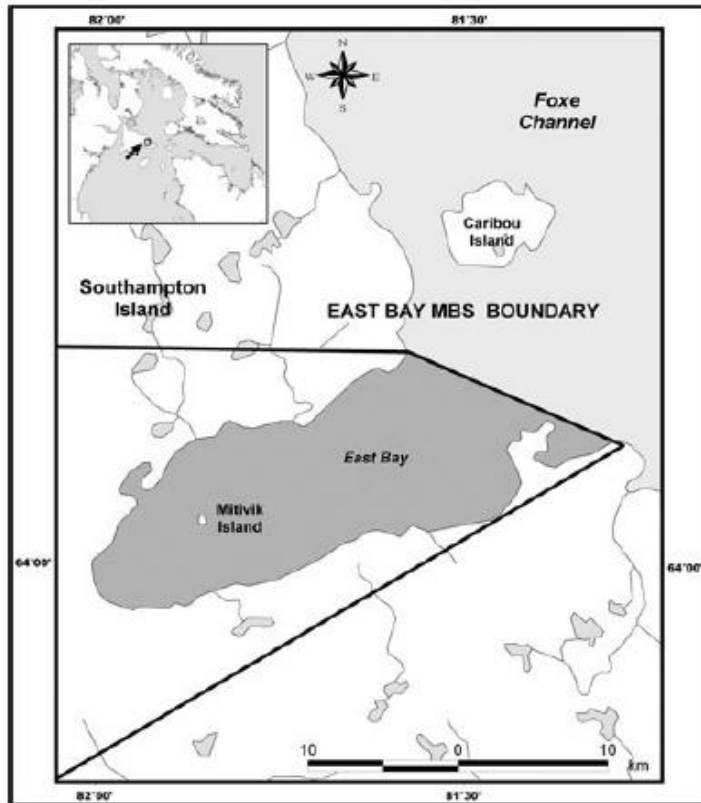 82°00'
81°30'
N
W E
S
Foxe
Channel
Caribou
Island
Southampton
Island
EAST BAY MBS BOUNDARY
East Bay
Mitivik
Island
64°00'
64°00'
10 0 10
km
82°00'
81°30'